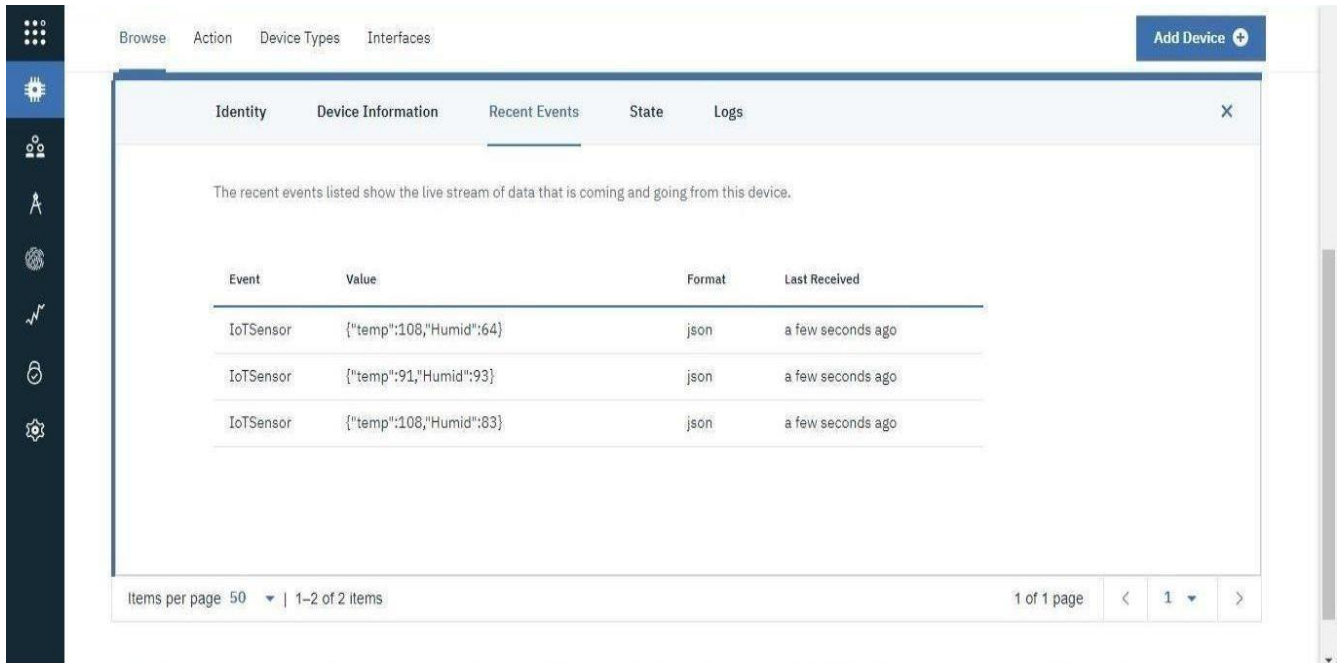 Browse Action Device Types Interfaces Add Device
Identity Device Information Recent Events State Logs
The recent events listed show the live stream of data that is coming and going from this device.
Event Value Format Last Received
IoTSensor {"temp":108,"Humid":64} json a few seconds ago
IoTSensor {"temp":91,"Humid":93} json a few seconds ago
IoTSensor {"temp":108,"Humid":83} json a few seconds ago
Items per page 50 | 1–2 of 2 items 1 of 1 page 1